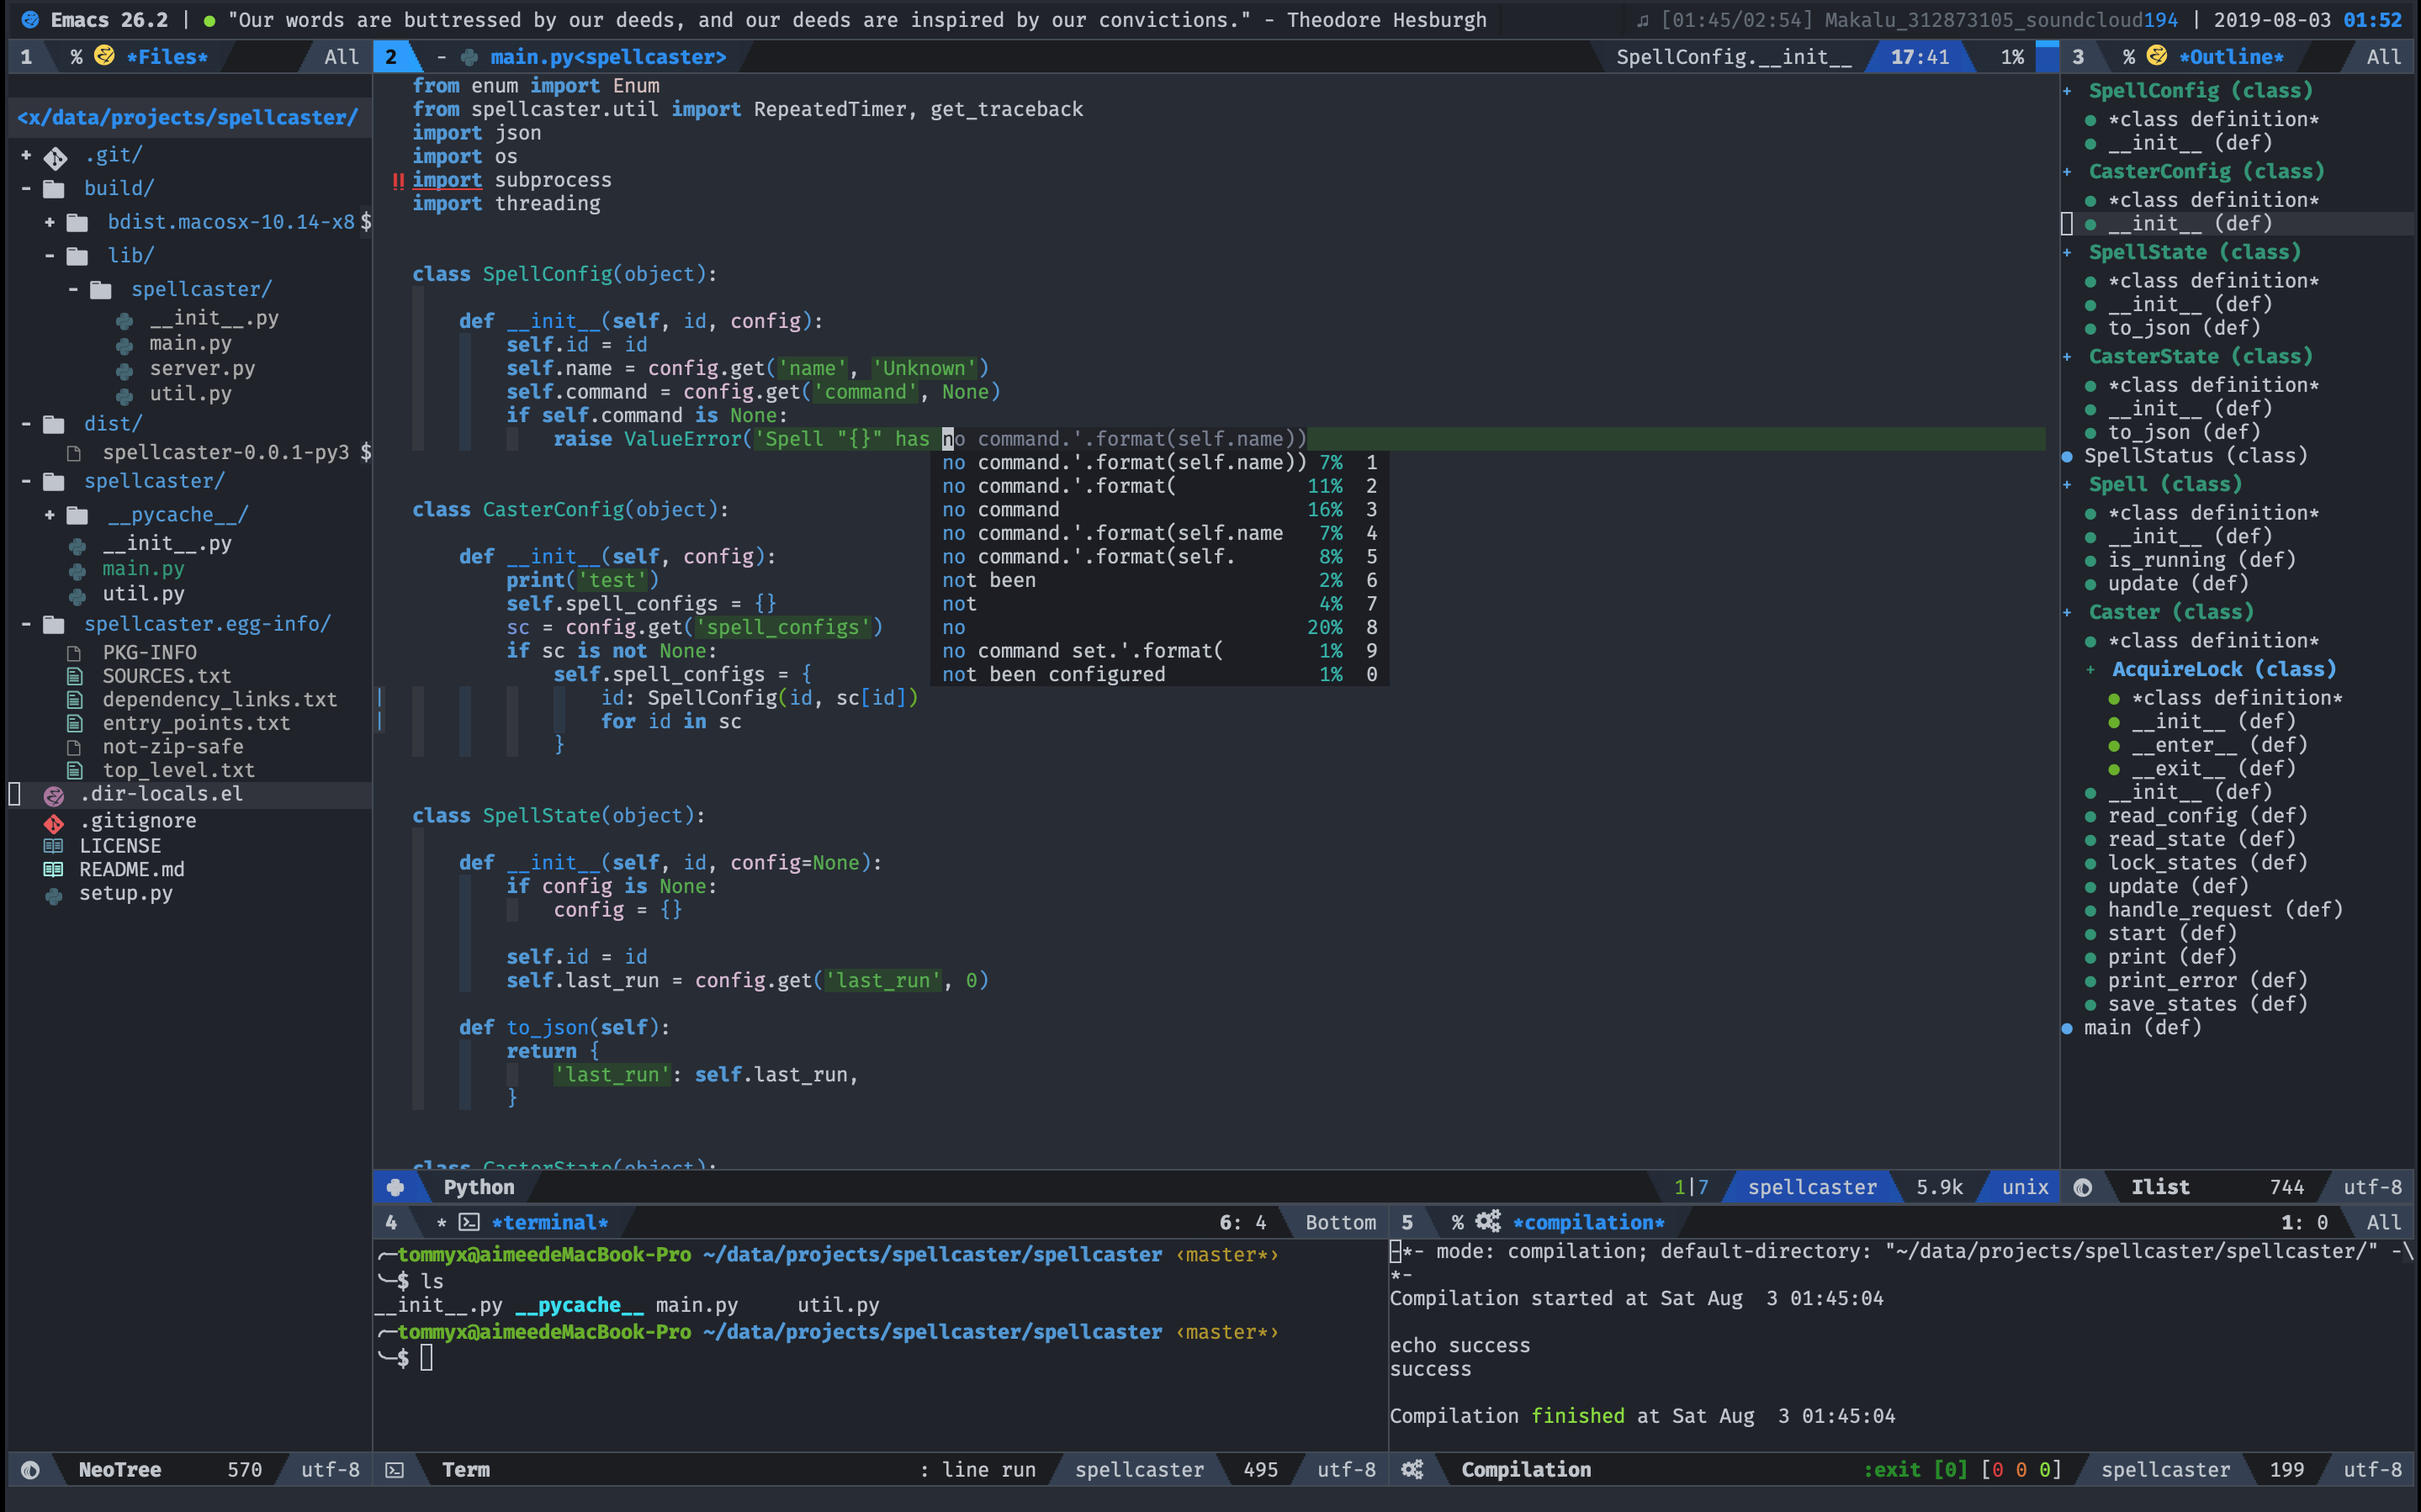 Emacs 26.2 | ● "Our words are buttressed by our deeds, and our deeds are inspired by our convictions." - Theodore Hesburgh ♫ [01:45/02:54] Makalu_312873105_soundcloud194 | 2019-08-03 01:52
1 % *Files* All
<x/data/projects/spellcaster/
+ .git/
- build/
+ bdist.macosx-10.14-x8$
- lib/
- spellcaster/
__init__.py
main.py
server.py
util.py
- dist/
spellcaster-0.0.1-py3 $
- spellcaster/
+ __pycache__/
__init__.py
main.py
util.py
- spellcaster.egg-info/
PKG-INFO
SOURCES.txt
dependency_links.txt
entry_points.txt
not-zip-safe
top_level.txt
.dir-locals.el
.gitignore
LICENSE
README.md
setup.py
NeoTree 570 utf-8
2 - main.py<spellcaster> SpellConfig.__init__ 17:41 1%
from enum import Enum
from spellcaster.util import RepeatedTimer, get_traceback
import json
import os
!! import subprocess
import threading
class SpellConfig(object):
def __init__(self, id, config):
self.id = id
self.name = config.get('name', 'Unknown')
self.command = config.get('command', None)
if self.command is None:
raise ValueError('Spell "{}" has no command.'.format(self.name))
no command.'.format(self.name)) 7% 1
no command.'.format( 11% 2
no command 16% 3
no command.'.format(self.name 7% 4
no command.'.format(self. 8% 5
not been 2% 6
not 4% 7
no 20% 8
no command set.'.format( 1% 9
not been configured 1% 0
class CasterConfig(object):
def __init__(self, config):
print('test')
self.spell_configs = {}
sc = config.get('spell_configs')
if sc is not None:
self.spell_configs = {
id: SpellConfig(id, sc[id])
for id in sc
}
class SpellState(object):
def __init__(self, id, config=None):
if config is None:
config = {}
self.id = id
self.last_run = config.get('last_run', 0)
def to_json(self):
return {
'last_run': self.last_run,
}
class CasterState(object):
Python 1|7 spellcaster 5.9k unix
3 % *Outline* All
+ SpellConfig (class)
● *class definition*
● __init__ (def)
+ CasterConfig (class)
● *class definition*
● __init__ (def)
+ SpellState (class)
● *class definition*
● __init__ (def)
● to_json (def)
+ CasterState (class)
● *class definition*
● __init__ (def)
● to_json (def)
● SpellStatus (class)
+ Spell (class)
● *class definition*
● __init__ (def)
● is_running (def)
● update (def)
+ Caster (class)
● *class definition*
+ AcquireLock (class)
● *class definition*
● __init__ (def)
● __enter__ (def)
● __exit__ (def)
● __init__ (def)
● read_config (def)
● read_state (def)
● lock_states (def)
● update (def)
● handle_request (def)
● start (def)
● print (def)
● print_error (def)
● save_states (def)
● main (def)
Ilist 744 utf-8
4 * *terminal* 6: 4 Bottom
╭─tommyx@aimeedeMacBook-Pro ~/data/projects/spellcaster/spellcaster ‹master*›
╰─$ ls
__init__.py __pycache__ main.py util.py
╭─tommyx@aimeedeMacBook-Pro ~/data/projects/spellcaster/spellcaster ‹master*›
╰─$
Term : line run spellcaster 495 utf-8
5 % *compilation* 1: 0 All
-*- mode: compilation; default-directory: "~/data/projects/spellcaster/spellcaster/" -\
*-
Compilation started at Sat Aug 3 01:45:04
echo success
success
Compilation finished at Sat Aug 3 01:45:04
Compilation :exit [0] [0 0 0] spellcaster 199 utf-8